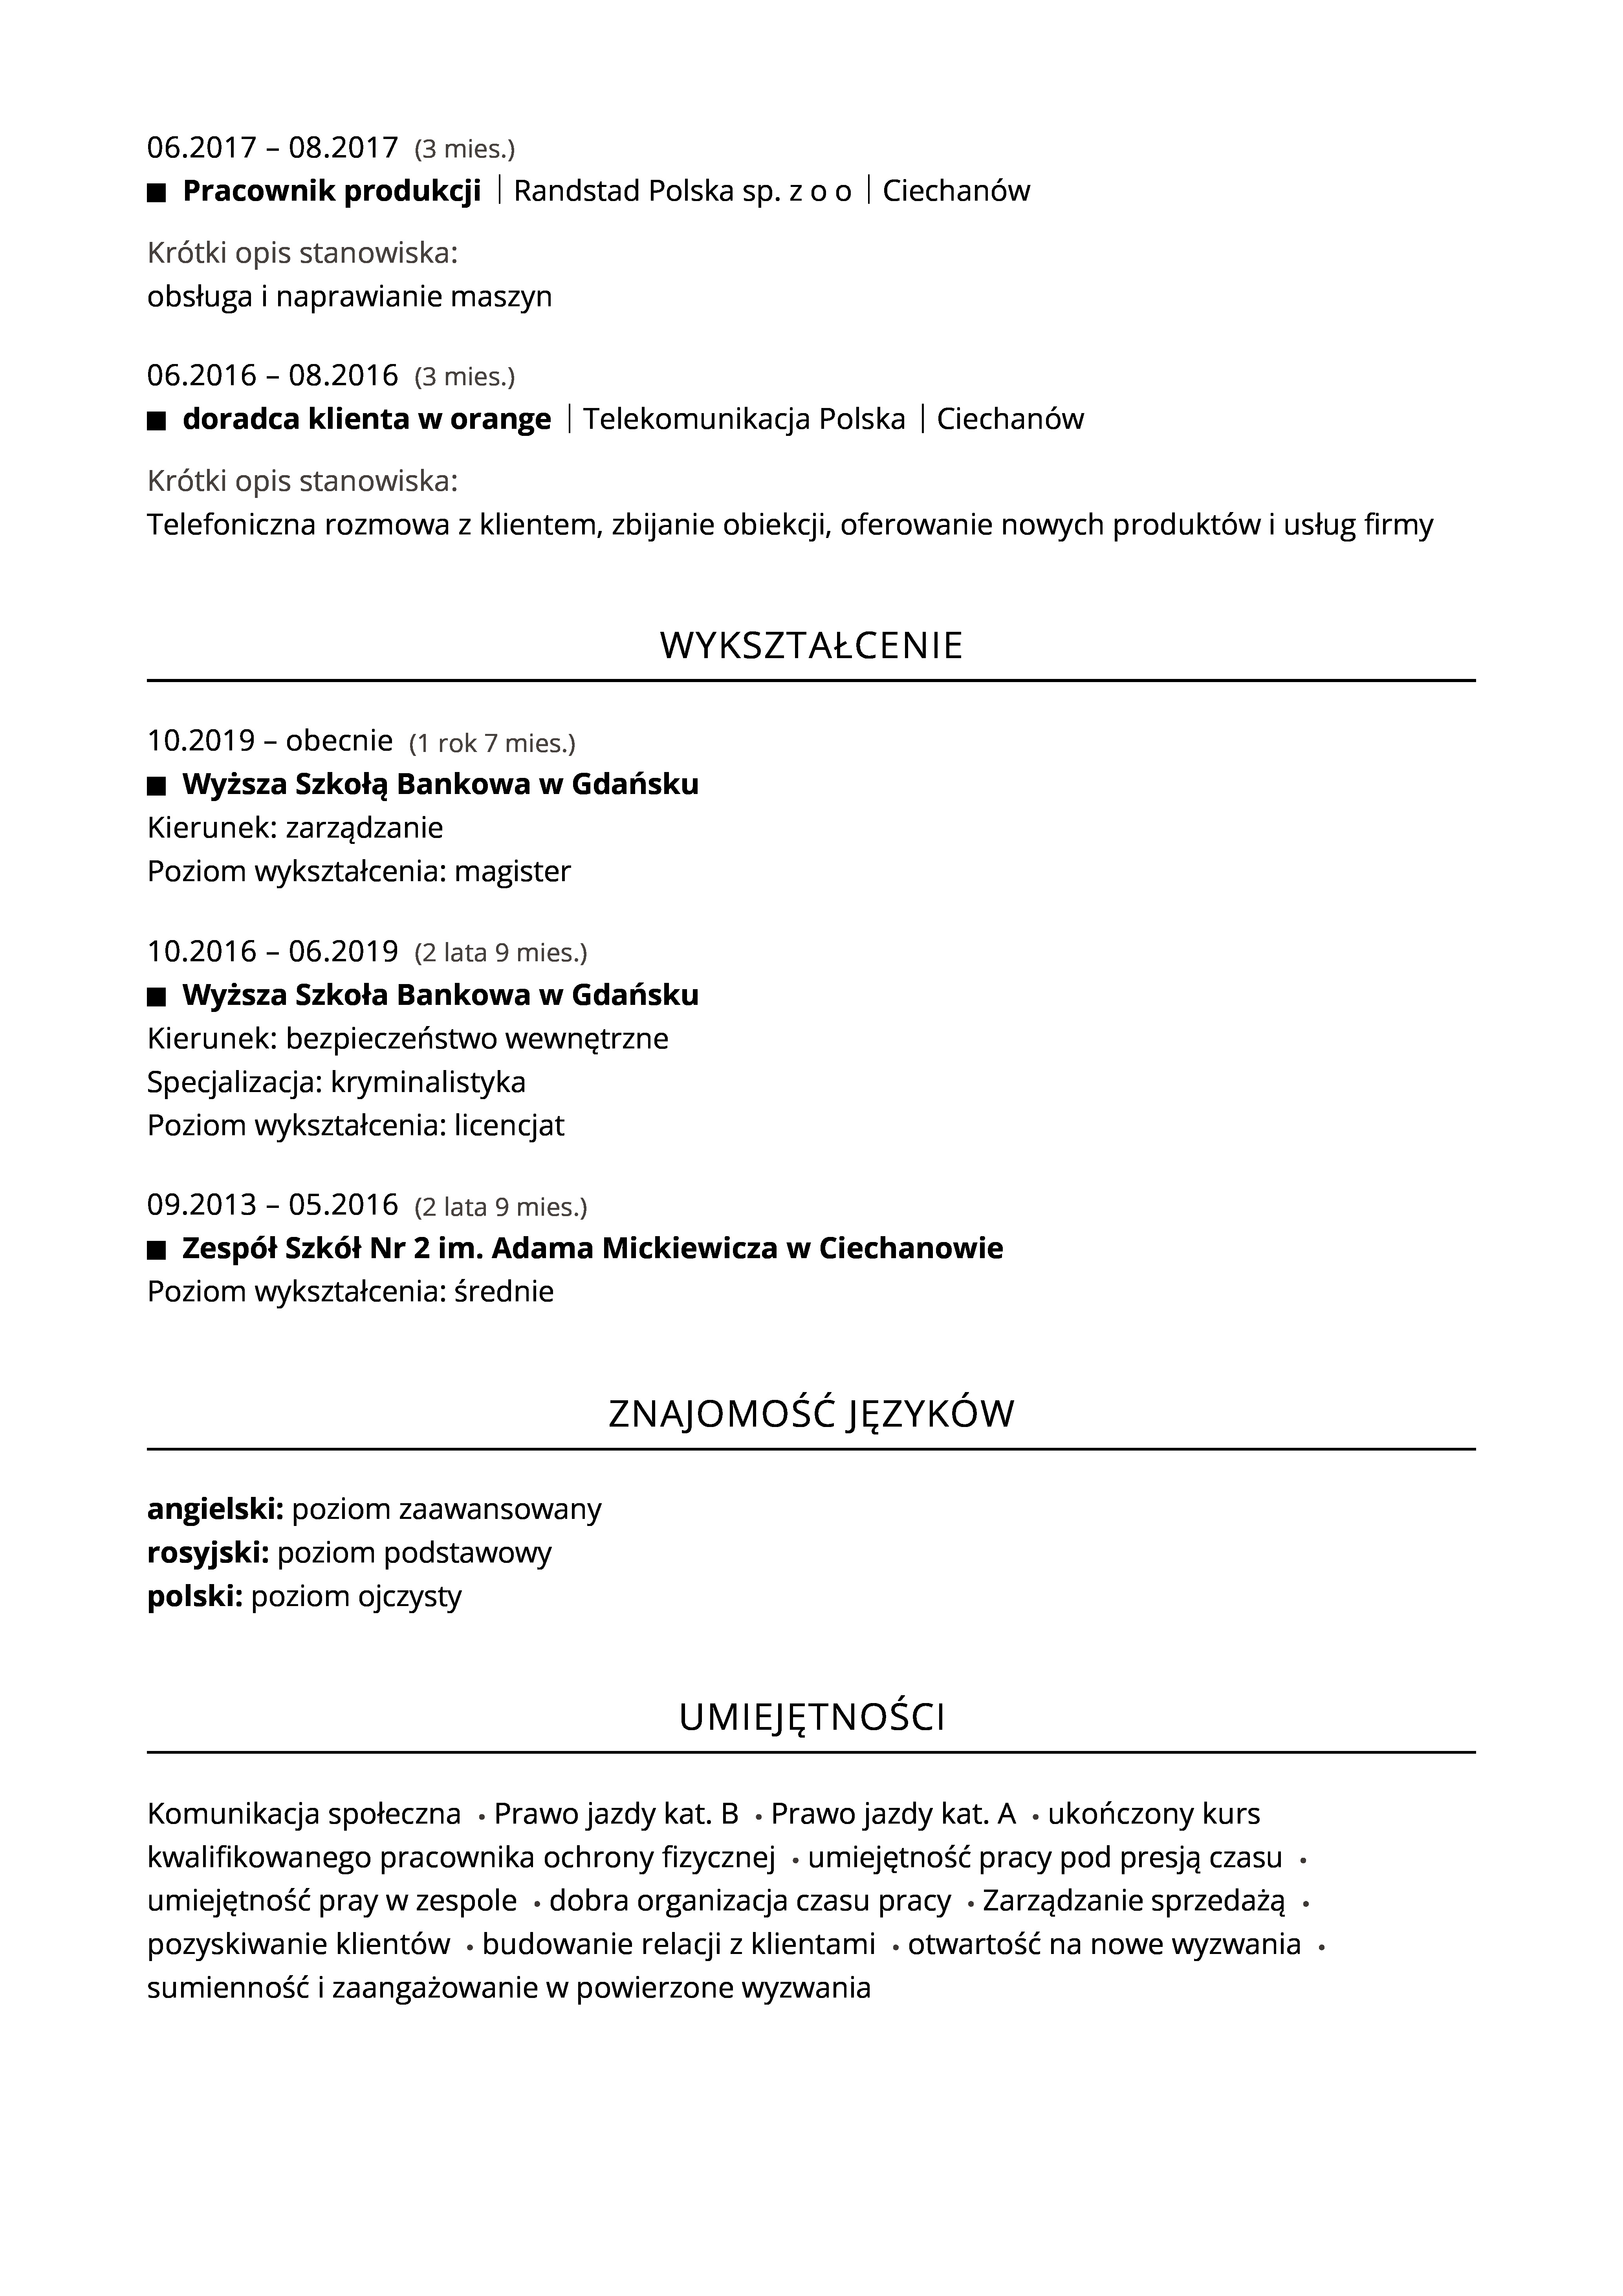 06.2017 – 08.2017 (3 mies.)
■ Pracownik produkcji | Randstad Polska sp. z o o | Ciechanów
Krótki opis stanowiska:
obsługa i naprawianie maszyn
06.2016 – 08.2016 (3 mies.)
■ doradca klienta w orange | Telekomunikacja Polska | Ciechanów
Krótki opis stanowiska:
Telefoniczna rozmowa z klientem, zbijanie obiekcji, oferowanie nowych produktów i usług firmy
WYKSZTAŁCENIE
10.2019 – obecnie (1 rok 7 mies.)
■ Wyższa Szkołą Bankowa w Gdańsku
Kierunek: zarządzanie
Poziom wykształcenia: magister
10.2016 – 06.2019 (2 lata 9 mies.)
■ Wyższa Szkoła Bankowa w Gdańsku
Kierunek: bezpieczeństwo wewnętrzne
Specjalizacja: kryminalistyka
Poziom wykształcenia: licencjat
09.2013 – 05.2016 (2 lata 9 mies.)
■ Zespół Szkół Nr 2 im. Adama Mickiewicza w Ciechanowie
Poziom wykształcenia: średnie
ZNAJOMOŚĆ JĘZYKÓW
angielski: poziom zaawansowany
rosyjski: poziom podstawowy
polski: poziom ojczysty
UMIEJĘTNOŚCI
Komunikacja społeczna • Prawo jazdy kat. B • Prawo jazdy kat. A • ukończony kurs
kwalifikowanego pracownika ochrony fizycznej • umiejętność pracy pod presją czasu •
umiejętność pray w zespole • dobra organizacja czasu pracy • Zarządzanie sprzedażą •
pozyskiwanie klientów • budowanie relacji z klientami • otwartość na nowe wyzwania •
sumienność i zaangażowanie w powierzone wyzwania